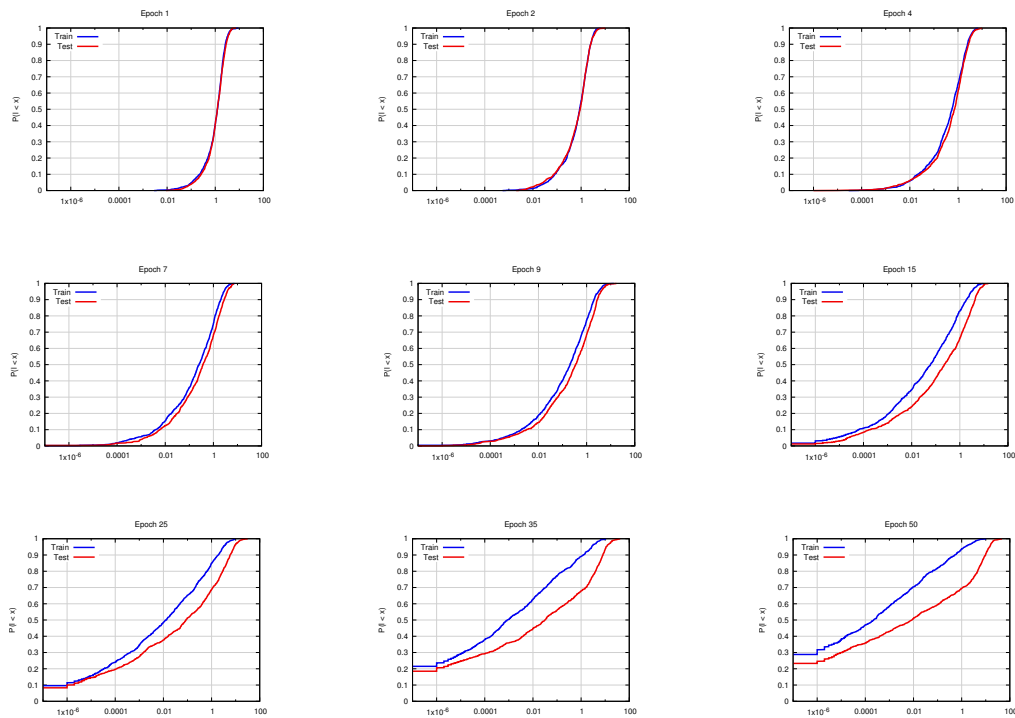 Epoch 1
P(l < x)
1
0.9
0.8
0.7
0.6
0.5
0.4
0.3
0.2
0.1
0
Train
Test
1x10-6 0.0001 0.01 1 100
Epoch 2
1
0.9
0.8
0.7
0.6
0.5
0.4
0.3
0.2
0.1
0
Train
Test
1x10-6 0.0001 0.01 1 100
P(l < x)
Epoch 4
1
0.9
0.8
0.7
0.6
0.5
0.4
0.3
0.2
0.1
0
Train
Test
1x10-6 0.0001 0.01 1 100
P(l < x)
Epoch 7
1
0.9
0.8
0.7
0.6
0.5
0.4
0.3
0.2
0.1
0
Train
Test
1x10-6 0.0001 0.01 1 100
P(l < x)
Epoch 9
1
0.9
0.8
0.7
0.6
0.5
0.4
0.3
0.2
0.1
0
Train
Test
1x10-6 0.0001 0.01 1 100
P(l < x)
Epoch 15
1
0.9
0.8
0.7
0.6
0.5
0.4
0.3
0.2
0.1
0
Train
Test
1x10-6 0.0001 0.01 1 100
P(l < x)
Epoch 25
1
0.9
0.8
0.7
0.6
0.5
0.4
0.3
0.2
0.1
0
Train
Test
1x10-6 0.0001 0.01 1 100
P(l < x)
Epoch 35
1
0.9
0.8
0.7
0.6
0.5
0.4
0.3
0.2
0.1
0
Train
Test
1x10-6 0.0001 0.01 1 100
P(l < x)
Epoch 50
1
0.9
0.8
0.7
0.6
0.5
0.4
0.3
0.2
0.1
0
Train
Test
1x10-6 0.0001 0.01 1 100
P(l < x)